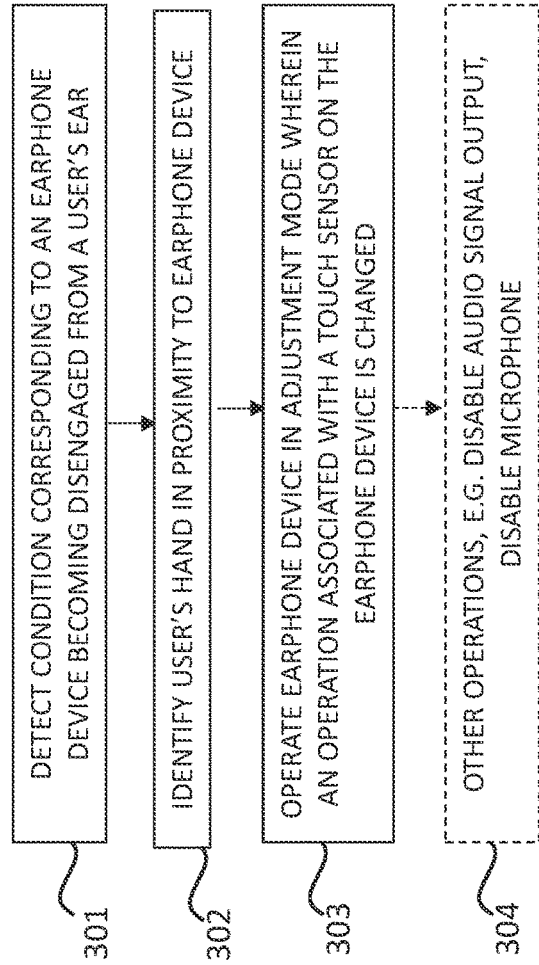 DETECT CONDITION CORRESPONDING TO AN EARPHONE
DEVICE BECOMING DISENGAGED FROM A USER'S EAR
301
IDENTIFY USER'S HAND IN PROXIMITY TO EARPHONE DEVICE
302
OPERATE EARPHONE DEVICE IN ADJUSTMENT MODE WHEREIN
AN OPERATION ASSOCIATED WITH A TOUCH SENSOR ON THE
EARPHONE DEVICE IS CHANGED
303
OTHER OPERATIONS, E.G. DISABLE AUDIO SIGNAL OUTPUT,
DISABLE MICROPHONE
304